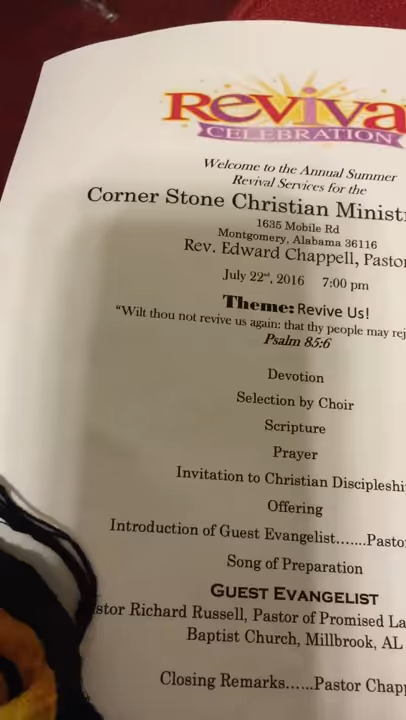 Reviva
CELEBRATION
Welcome to the Annual Summer
Revival Services for the
Corner Stone Christian Minist
1635 Mobile Rd
Montgomery, Alabama 36116
Rev. Edward Chappell, Pastor
July 22nd, 2016 7:00 pm
Theme: Revive Us!
"Wilt thou not revive us again: that thy people may rej
Psalm 85:6
Devotion
Selection by Choir
Scripture
Prayer
Invitation to Christian Discipleshi
Offering
Introduction of Guest Evangelist.......Pasto
Song of Preparation
GUEST EVANGELIST
stor Richard Russell, Pastor of Promised La
Baptist Church, Millbrook, AL
Closing Remarks......Pastor Chap